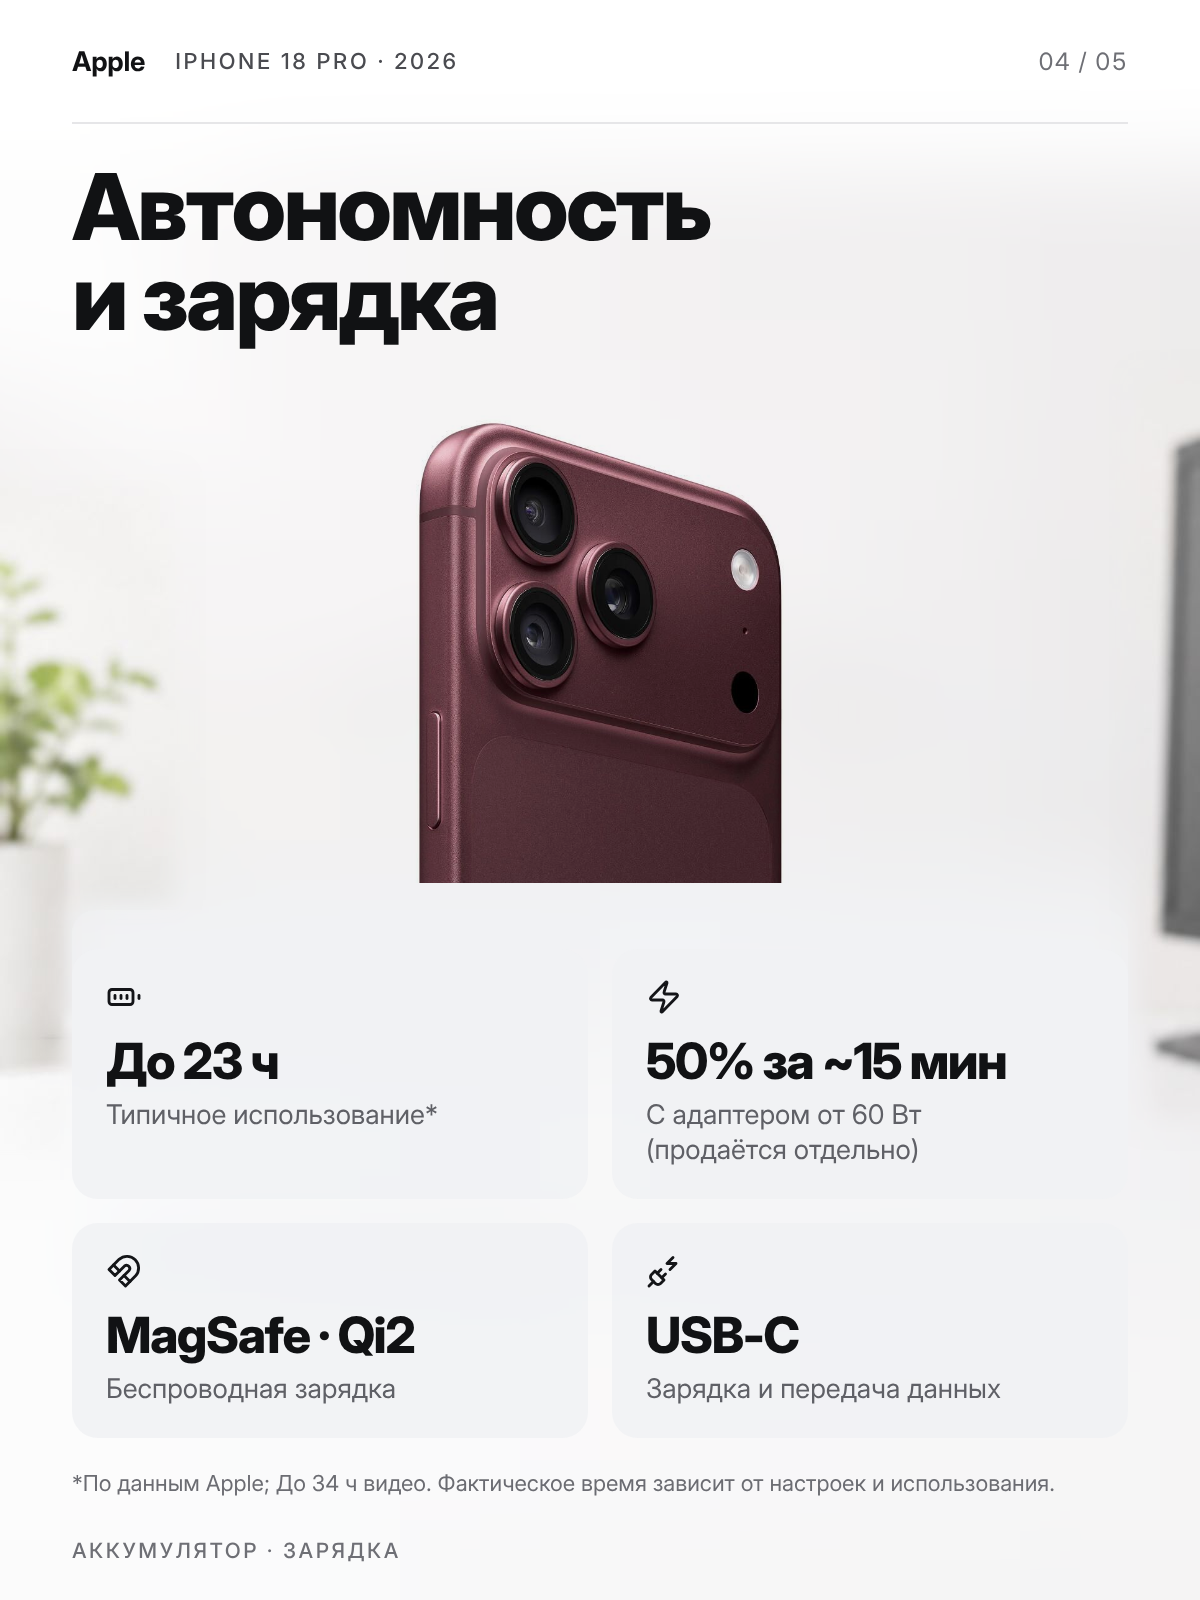 Apple IPHONE 18 PRO · 2026 04 / 05
Автономность
и зарядка
До 23 ч
Типичное использование*
50% за ~15 мин
С адаптером от 60 Вт
(продаётся отдельно)
MagSafe · Qi2
Беспроводная зарядка
USB-C
Зарядка и передача данных
*По данным Apple; До 34 ч видео. Фактическое время зависит от настроек и использования.
АККУМУЛЯТОР · ЗАРЯДКА